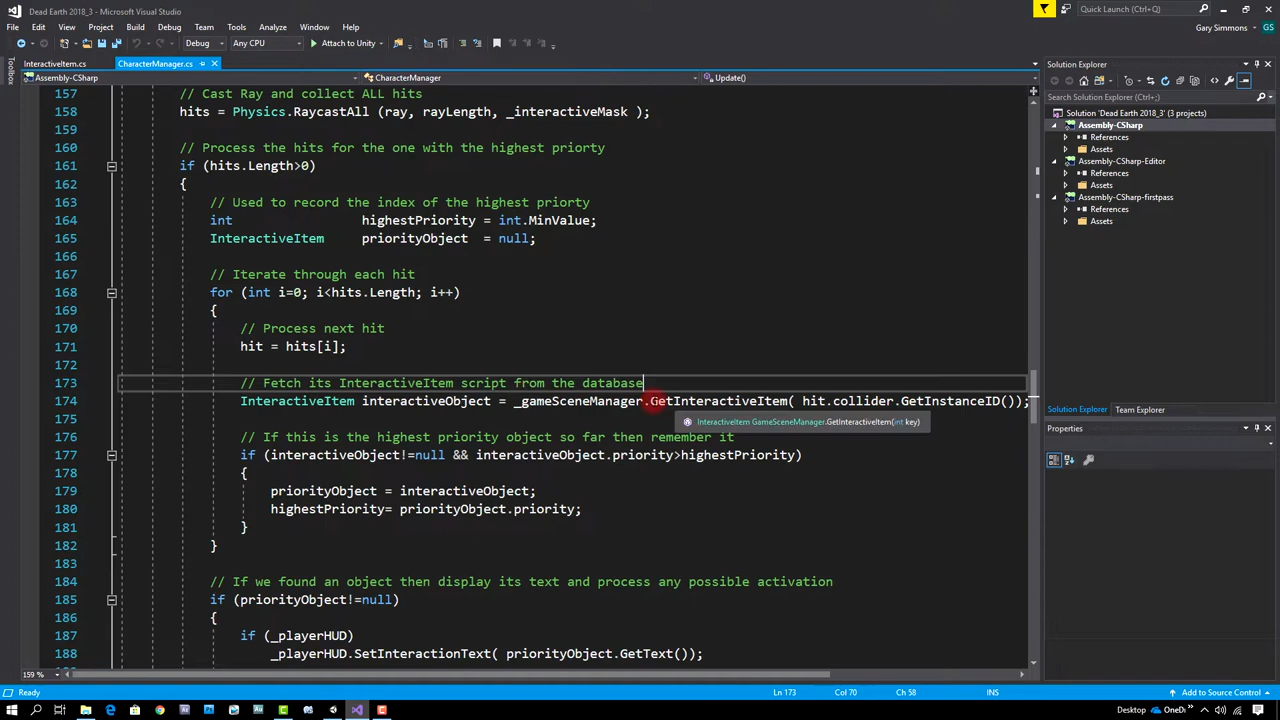 Dead Earth 2018_3 - Microsoft Visual Studio
Quick Launch (Ctrl+Q)
File Edit View Project Build Debug Team Tools Analyze Window Help
Gary Simmons GS
Debug Any CPU Attach to Unity
InteractiveItem.cs CharacterManager.cs
Toolbox
Assembly-CSharp CharacterManager Update()
157 // Cast Ray and collect ALL hits
158 hits = Physics.RaycastAll (ray, rayLength, _interactiveMask );
159
160 // Process the hits for the one with the highest priorty
161 if (hits.Length>0)
162 {
163 // Used to record the index of the highest priorty
164 int highestPriority = int.MinValue;
165 InteractiveItem priorityObject = null;
166
167 // Iterate through each hit
168 for (int i=0; i<hits.Length; i++)
169 {
170 // Process next hit
171 hit = hits[i];
172
173 // Fetch its InteractiveItem script from the database
174 InteractiveItem interactiveObject = _gameSceneManager.GetInteractiveItem( hit.collider.GetInstanceID());
175
InteractiveItem GameSceneManager.GetInteractiveItem(int key)
176 // If this is the highest priority object so far then remember it
177 if (interactiveObject!=null && interactiveObject.priority>highestPriority)
178 {
179 priorityObject = interactiveObject;
180 highestPriority= priorityObject.priority;
181 }
182 }
183
184 // If we found an object then display its text and process any possible activation
185 if (priorityObject!=null)
186 {
187 if (_playerHUD)
188 _playerHUD.SetInteractionText( priorityObject.GetText());
159 %
Solution Explorer
Search Solution Explorer (Ctrl+;)
Solution 'Dead Earth 2018_3' (3 projects)
Assembly-CSharp
References
Assets
Assembly-CSharp-Editor
References
Assets
Assembly-CSharp-firstpass
References
Assets
Solution Explorer Team Explorer
Properties
Ready Ln 173 Col 70 Ch 58 INS Add to Source Control
Desktop OneDr